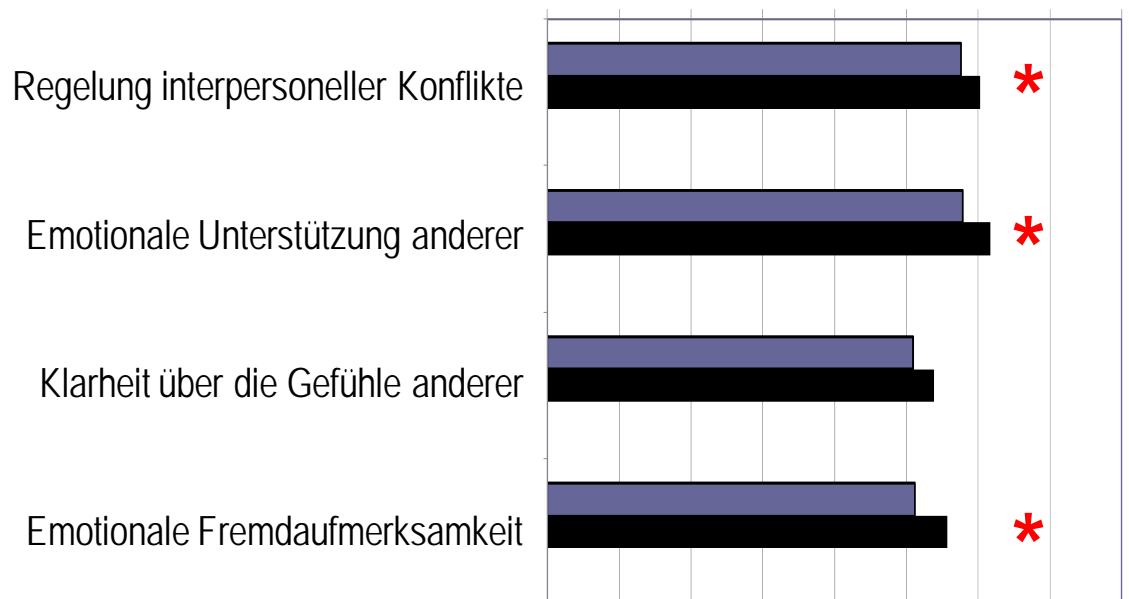 Regelung interpersoneller Konflikte *
Emotionale Unterstützung anderer *
Klarheit über die Gefühle anderer
Emotionale Fremdaufmerksamkeit *